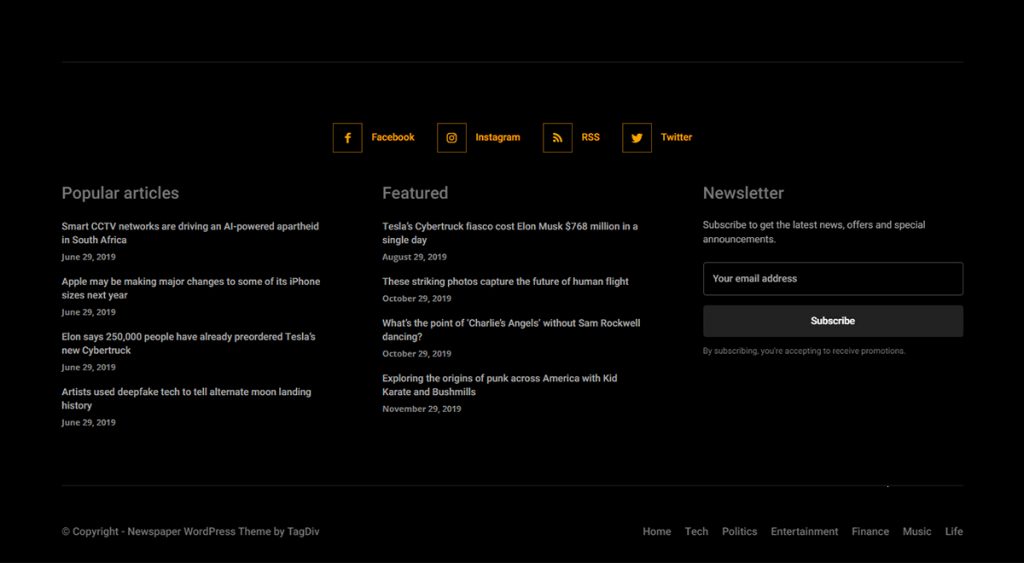 Facebook Instagram RSS Twitter
Popular articles
Smart CCTV networks are driving an AI-powered apartheid
in South Africa
June 29, 2019
Apple may be making major changes to some of its iPhone
sizes next year
June 29, 2019
Elon says 250,000 people have already preordered Tesla's
new Cybertruck
June 29, 2019
Artists used deepfake tech to tell alternate moon landing
history
June 29, 2019
Featured
Tesla's Cybertruck fiasco cost Elon Musk $768 million in a
single day
August 29, 2019
These striking photos capture the future of human flight
October 29, 2019
What's the point of 'Charlie's Angels' without Sam Rockwell
dancing?
October 29, 2019
Exploring the origins of punk across America with Kid
Karate and Bushmills
November 29, 2019
Newsletter
Subscribe to get the latest news, offers and special
announcements.
Your email address
Subscribe
By subscribing, you're accepting to receive promotions.
© Copyright - Newspaper WordPress Theme by TagDiv
Home Tech Politics Entertainment Finance Music Life